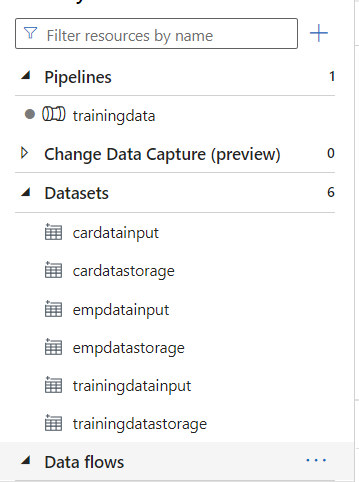 Filter resources by name
Pipelines 1
trainingdata
Change Data Capture (preview) 0
Datasets 6
cardatainput
cardatastorage
empdatainput
empdatastorage
trainingdatainput
trainingdatastorage
Data flows